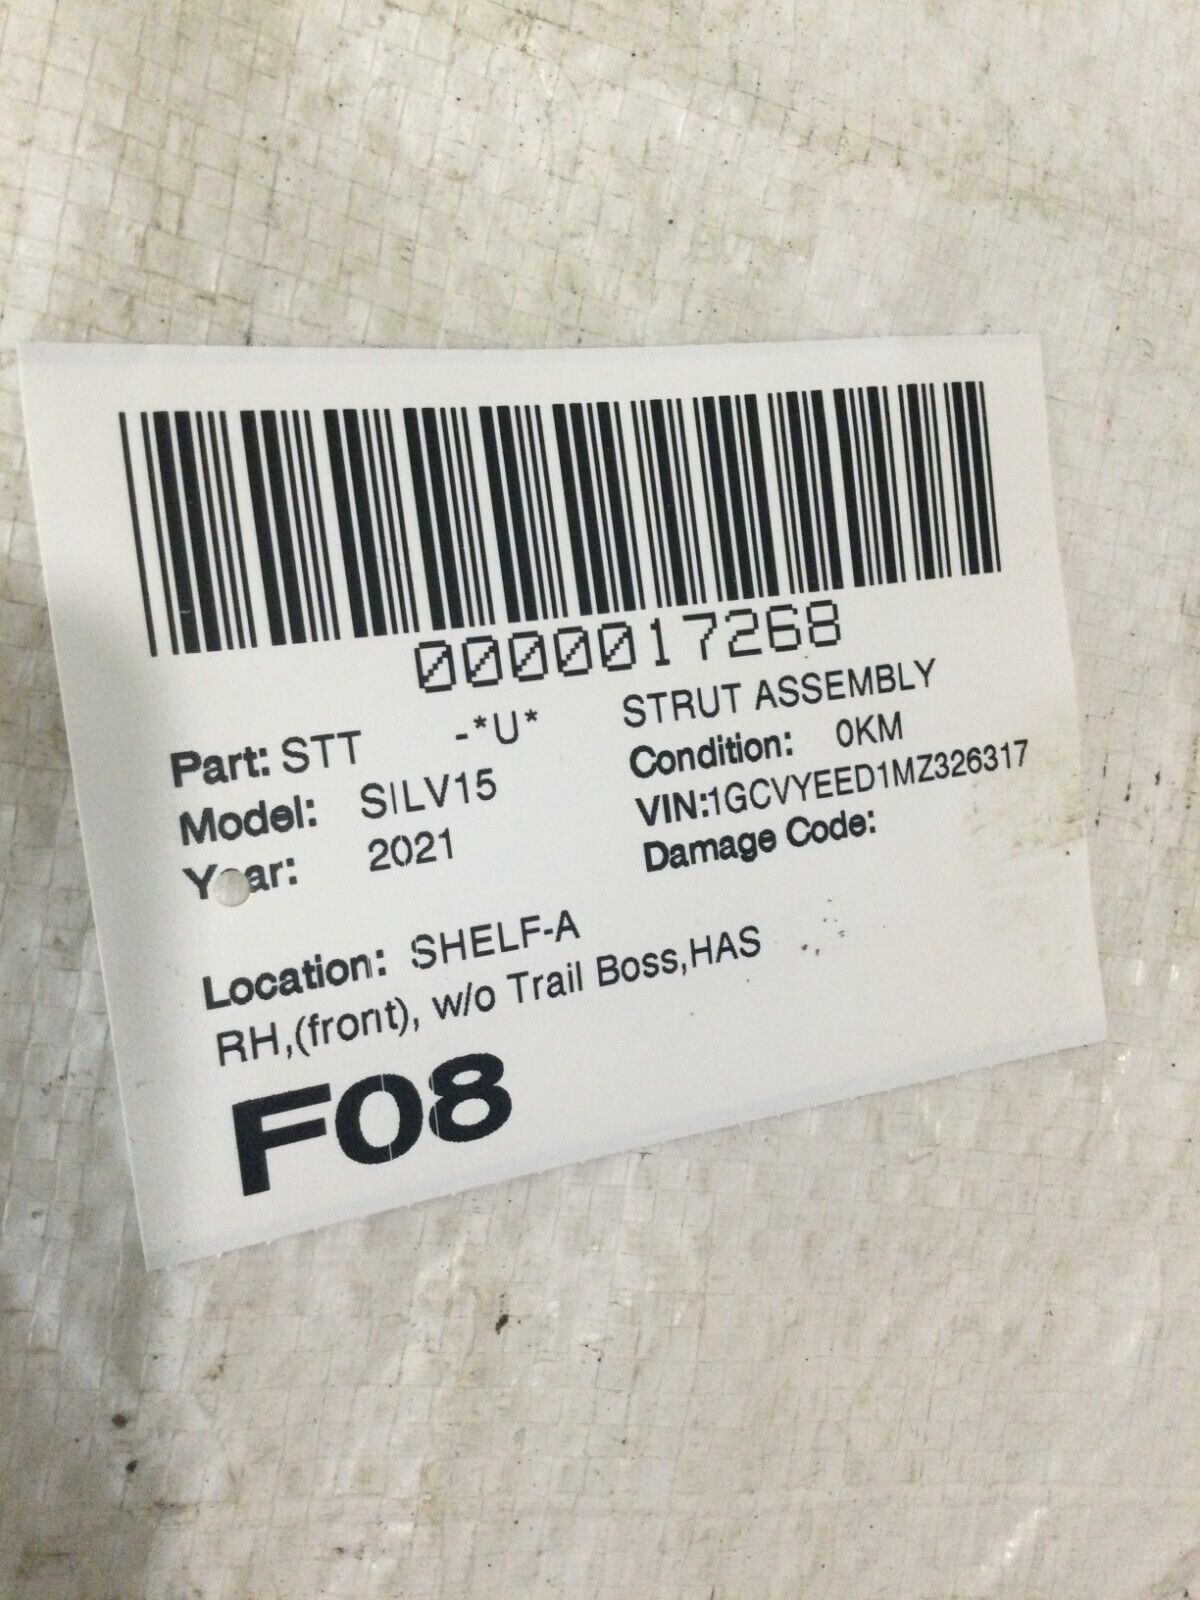 0000017268
Part: STT -*U* STRUT ASSEMBLY
Model: SILV15 Condition: 0KM
Year: 2021 VIN:1GCVYEED1MZ326317
Damage Code:
Location: SHELF-A
RH,(front), w/o Trail Boss,HAS
F08